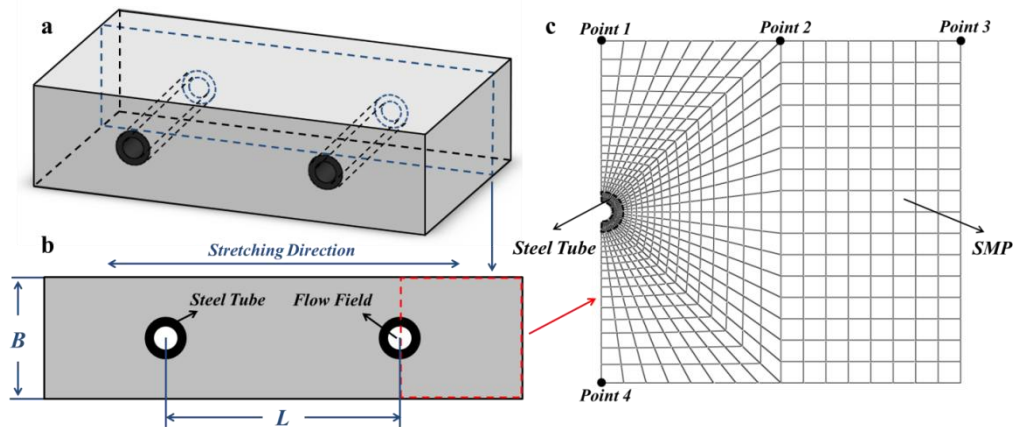 a
b
Stretching Direction
Steel Tube
Flow Field
B
L
c
Point 1
Point 2
Point 3
Steel Tube
SMP
Point 4